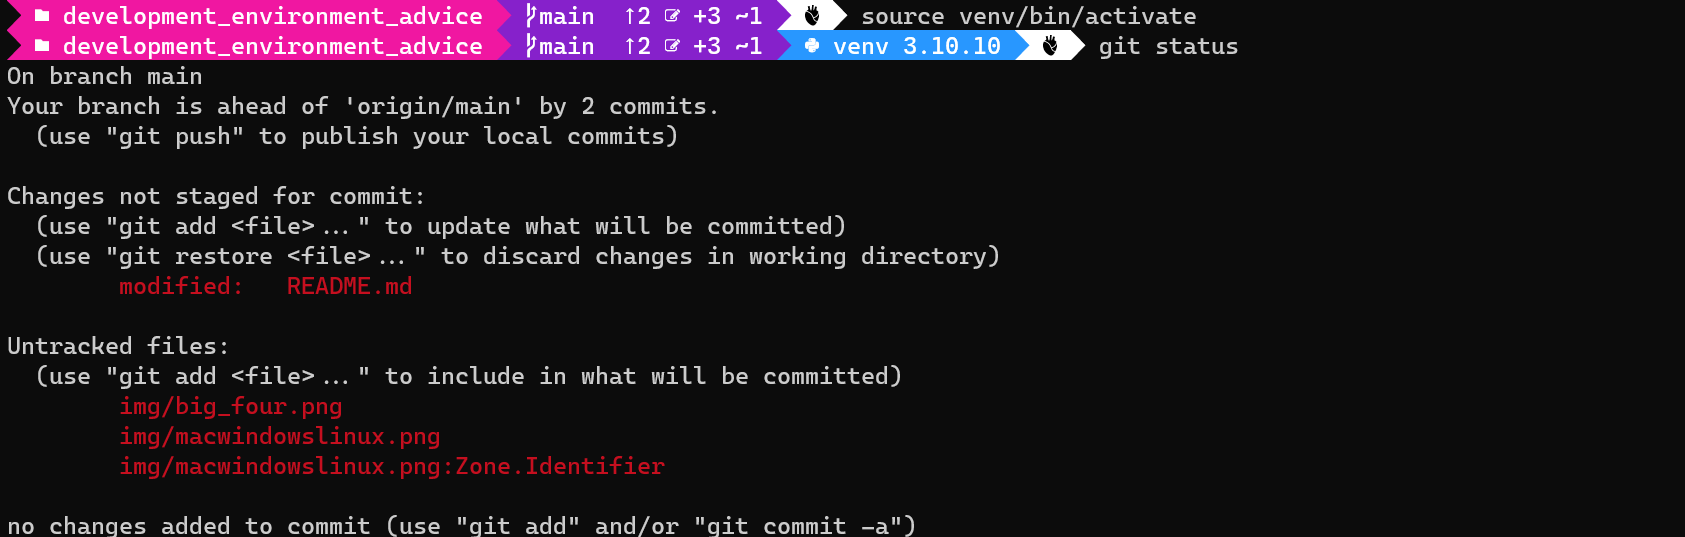 development_environment_advice main ↑2 +3 ~1 source venv/bin/activate
development_environment_advice main ↑2 +3 ~1 venv 3.10.10 git status
On branch main
Your branch is ahead of 'origin/main' by 2 commits.
(use "git push" to publish your local commits)
Changes not staged for commit:
(use "git add <file>..." to update what will be committed)
(use "git restore <file>..." to discard changes in working directory)
modified: README.md
Untracked files:
(use "git add <file>..." to include in what will be committed)
img/big_four.png
img/macwindowslinux.png
img/macwindowslinux.png:Zone.Identifier
no changes added to commit (use "git add" and/or "git commit -a")